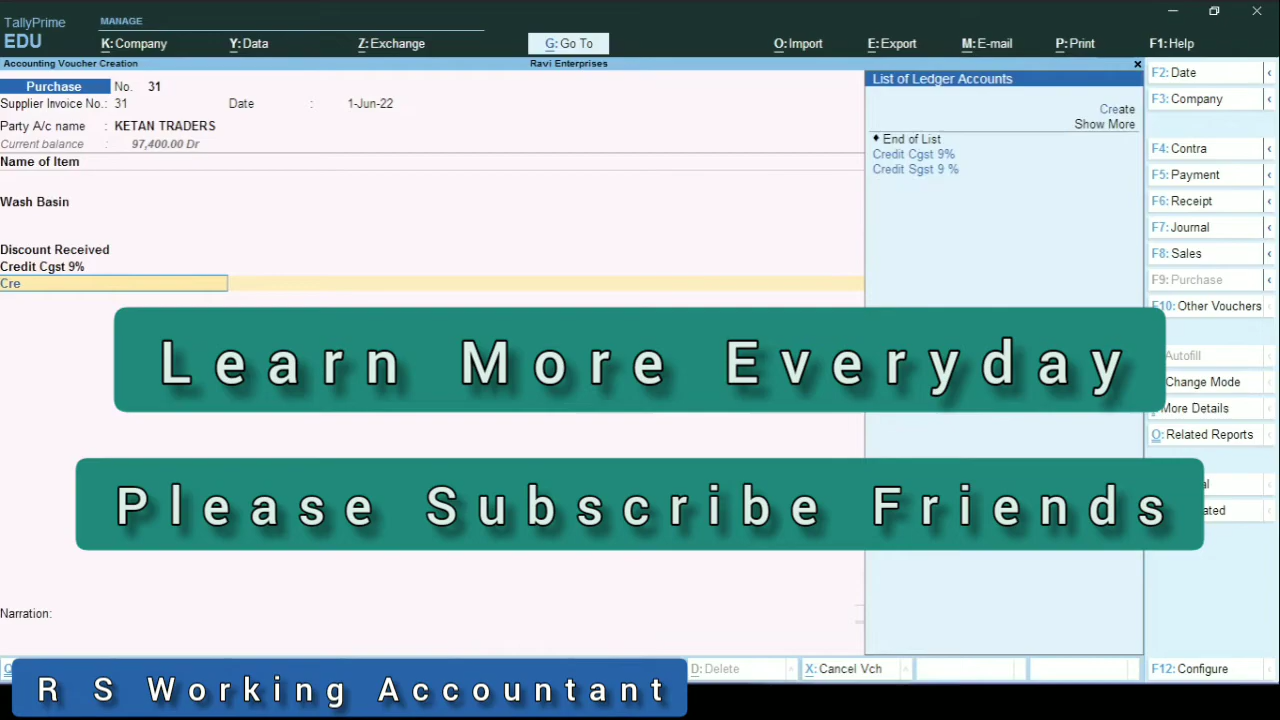 TallyPrime
EDU
MANAGE
K:Company
Y:Data
Z:Exchange
G:Go To
O:Import
E:Export
M:E-mail
P:Print
F1:Help
Accounting Voucher Creation
Ravi Enterprises
Purchase No. 31
Supplier Invoice No.: 31 Date : 1-Jun-22
Party A/c name : KETAN TRADERS
Current balance : 97,400.00 Dr
Name of Item
Wash Basin
Discount Received
Credit Cgst 9%
Cre
List of Ledger Accounts
Create
Show More
♦ End of List
Credit Cgst 9%
Credit Sgst 9 %
F2:Date
F3:Company
F4:Contra
F5:Payment
F6:Receipt
F7:Journal
F8:Sales
F9:Purchase
F10:Other Vouchers
Autofill
Change Mode
More Details
O:Related Reports
Learn More Everyday
Please Subscribe Friends
Narration:
D:Delete
X:Cancel Vch
F12:Configure
R S Working Accountant